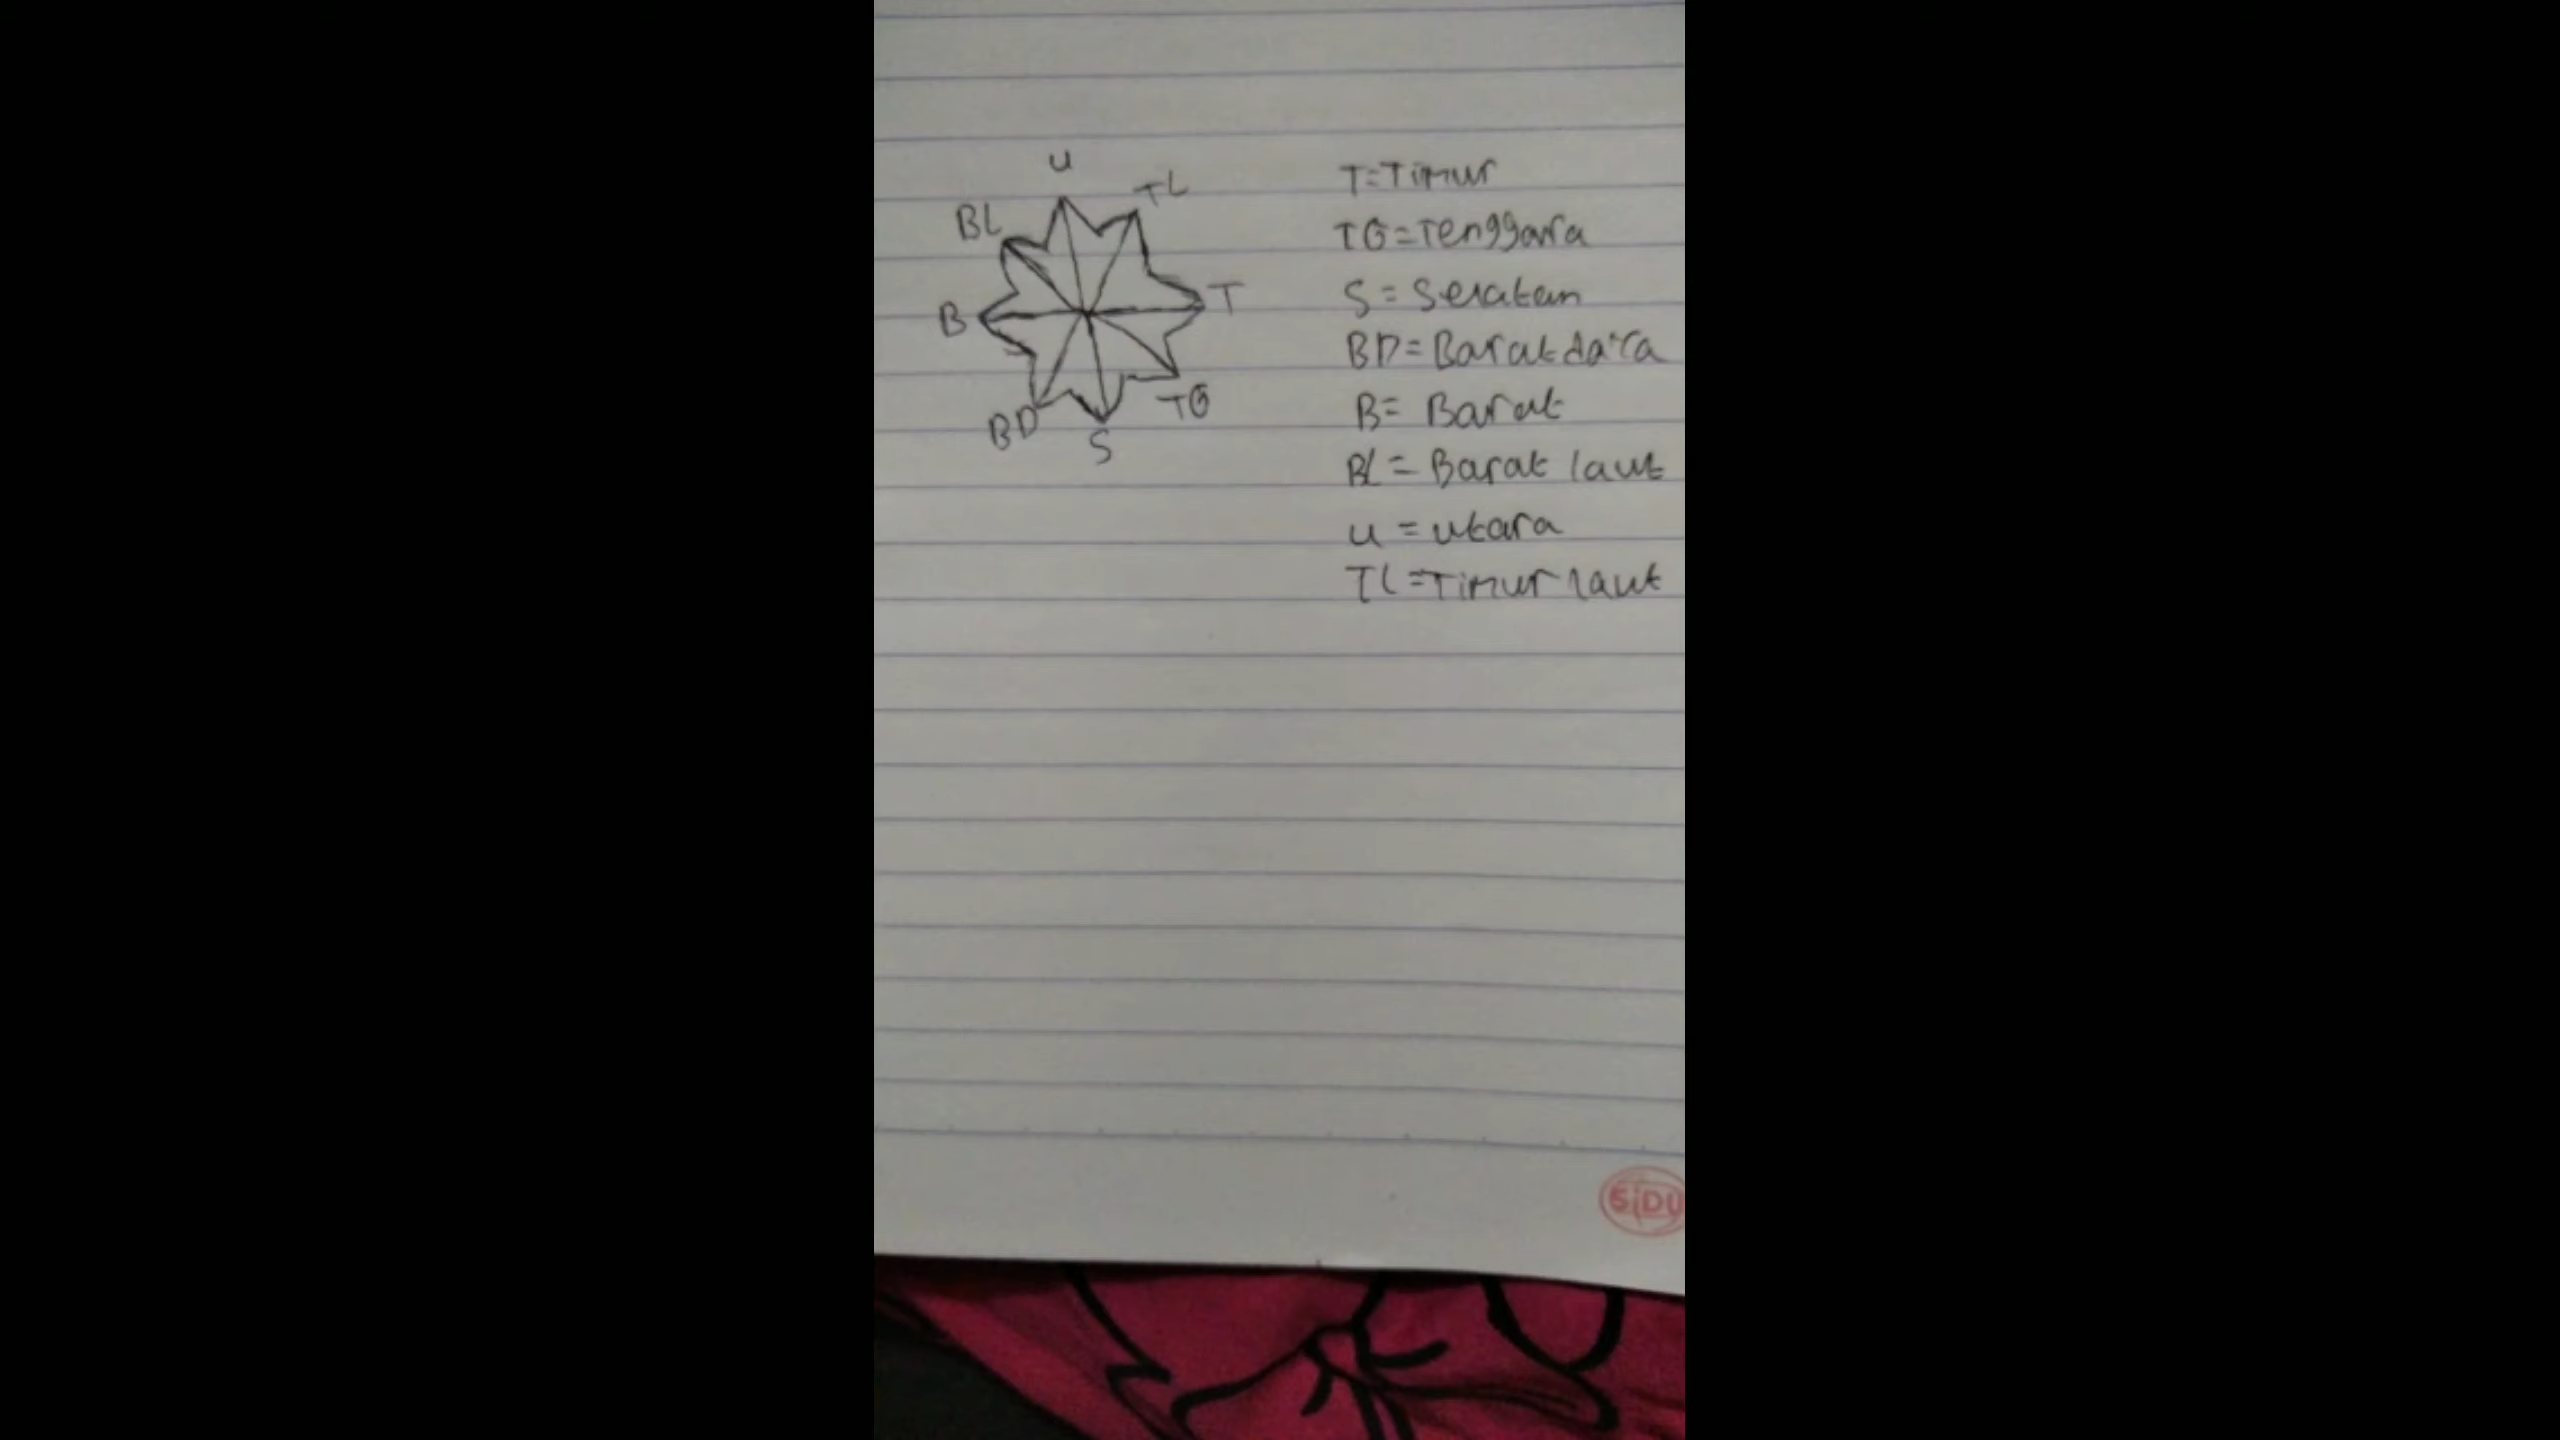 U
TL
BL
T
B
TG
BD
S
T=Timur
TG=Tenggara
S = Selatan
BD=Barat daya
B= Barat
BL= Barat laut
U = utara
TL=Timur laut
SiDU